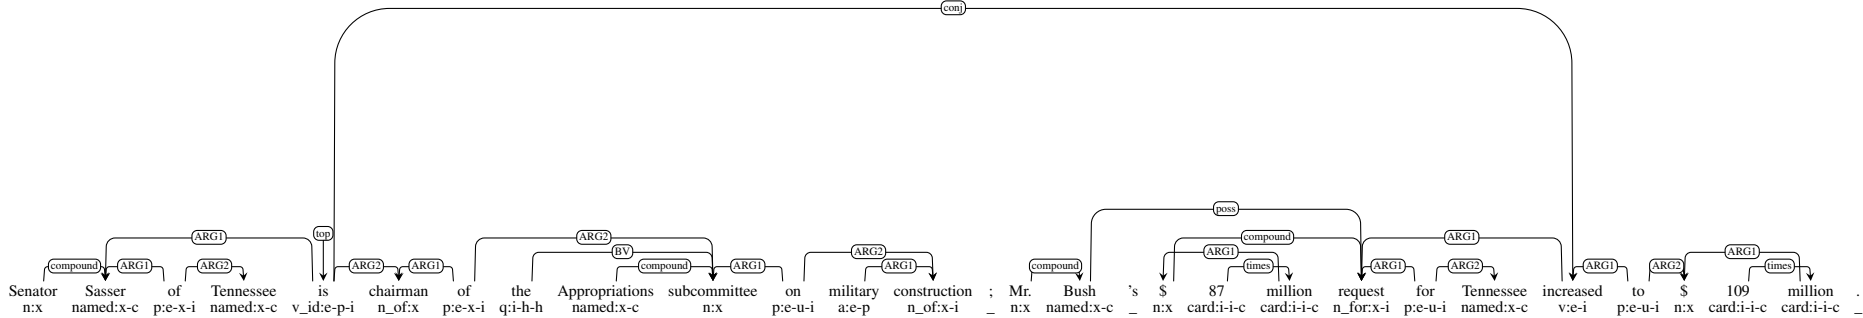 conj
poss
ARG1 top ARG2 compound ARG1
BV ARG2 ARG1 ARG1
compound ARG1 ARG2 ARG2 ARG1 compound ARG1 ARG1 compound times ARG1 ARG2 ARG1 ARG2 times
Senator Sasser of Tennessee is chairman of the Appropriations subcommittee on military construction ; Mr. Bush 's $ 87 million request for Tennessee increased to $ 109 million .
n:x named:x-c p:e-x-i named:x-c v_id:e-p-i n_of:x p:e-x-i q:i-h-h named:x-c n:x p:e-u-i a:e-p n_of:x-i _ n:x named:x-c _ n:x card:i-i-c card:i-i-c n_for:x-i p:e-u-i named:x-c v:e-i p:e-u-i n:x card:i-i-c card:i-i-c _